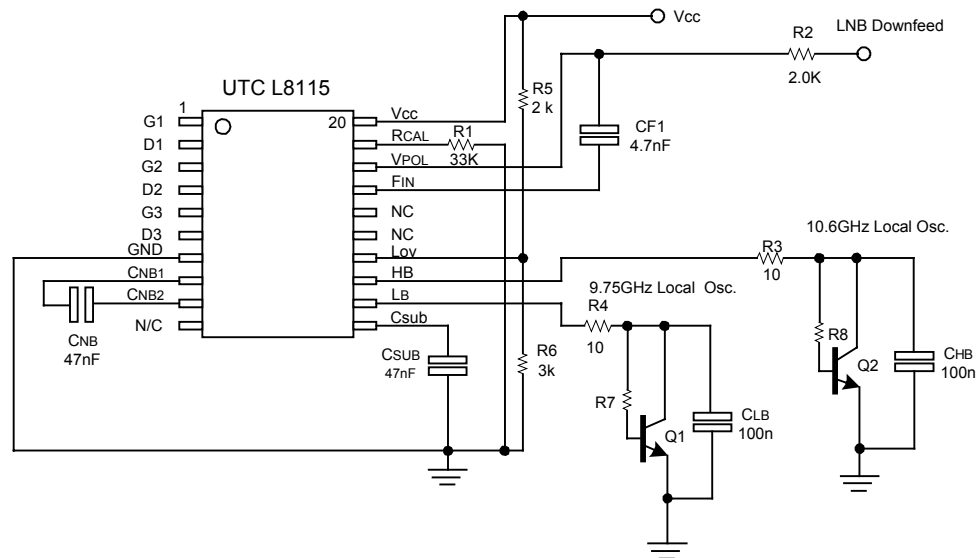 Vcc
LNB Downfeed
R2
2.0K
UTC L8115
R5
2 k
1
20
G1
D1
G2
D2
G3
D3
GND
CNB1
CNB2
N/C
Vcc
RCAL
VPOL
FIN
NC
NC
Lov
HB
LB
Csub
R1
33K
CF1
4.7nF
10.6GHz Local Osc.
R3
10
9.75GHz Local Osc.
R4
10
CNB
47nF
CSUB
47nF
R6
3k
R7
Q1
CLB
100n
R8
Q2
CHB
100n